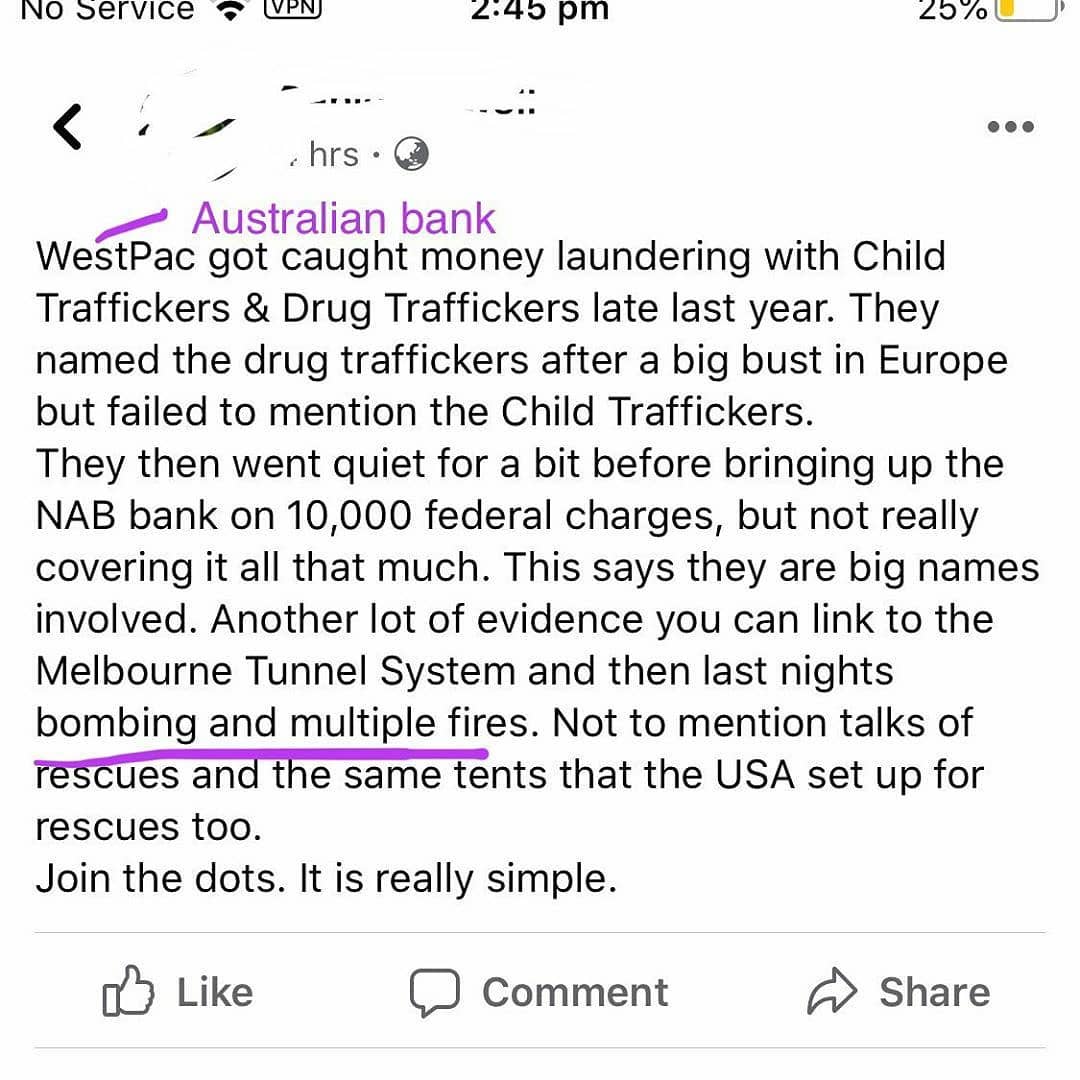 No Service VPN 2:45 pm 25%
hrs
Australian bank
WestPac got caught money laundering with Child
Traffickers & Drug Traffickers late last year. They
named the drug traffickers after a big bust in Europe
but failed to mention the Child Traffickers.
They then went quiet for a bit before bringing up the
NAB bank on 10,000 federal charges, but not really
covering it all that much. This says they are big names
involved. Another lot of evidence you can link to the
Melbourne Tunnel System and then last nights
bombing and multiple fires. Not to mention talks of
rescues and the same tents that the USA set up for
rescues too.
Join the dots. It is really simple.
Like Comment Share